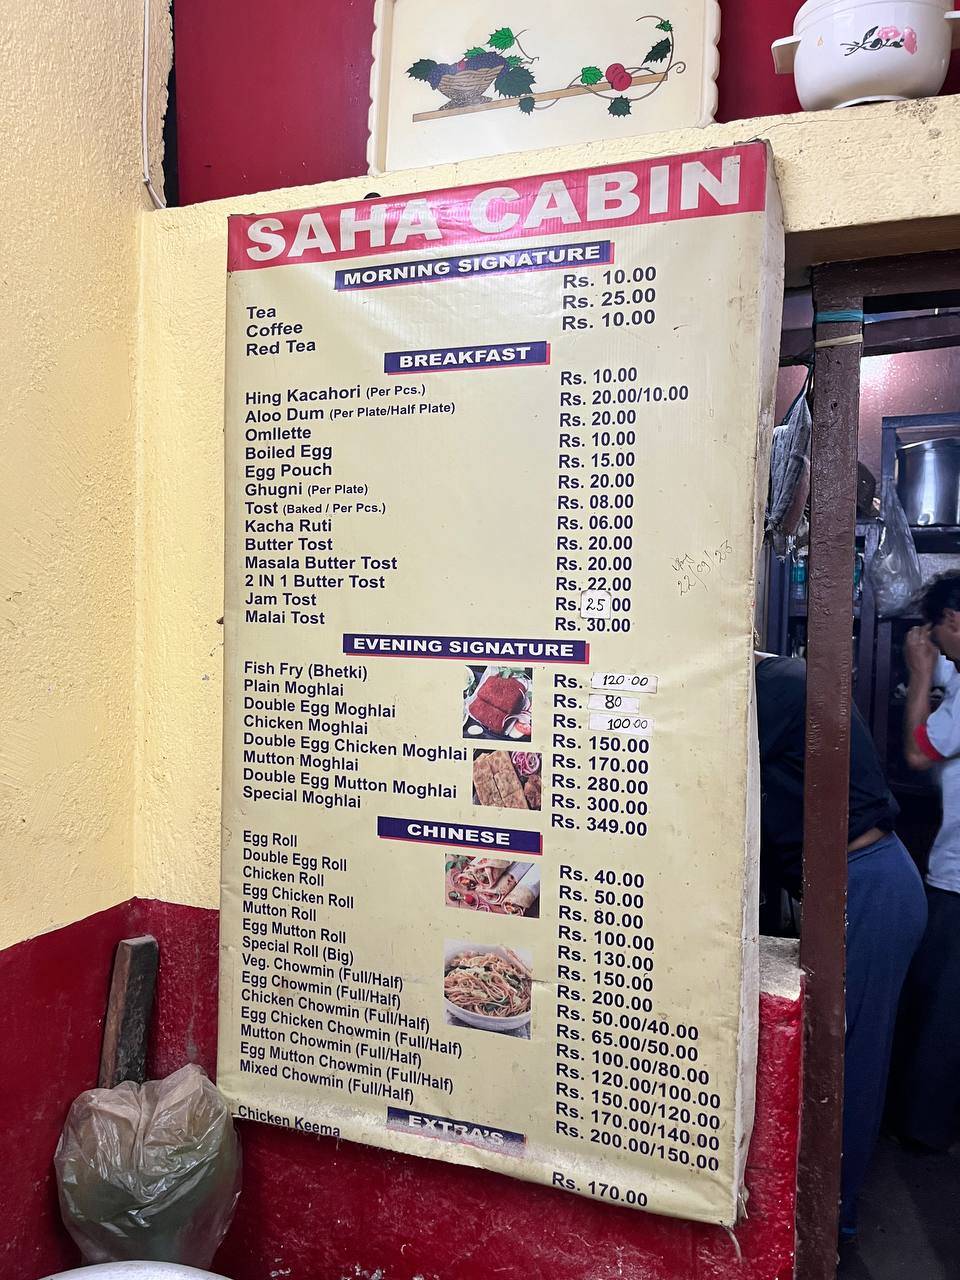 SAHA CABIN
MORNING SIGNATURE
Tea Rs. 10.00
Coffee Rs. 25.00
Red Tea Rs. 10.00
BREAKFAST
Hing Kacahori (Per Pcs.) Rs. 10.00
Aloo Dum (Per Plate/Half Plate) Rs. 20.00/10.00
Omllette Rs. 20.00
Boiled Egg Rs. 10.00
Egg Pouch Rs. 15.00
Ghugni (Per Plate) Rs. 20.00
Tost (Baked / Per Pcs.) Rs. 08.00
Kacha Ruti Rs. 06.00
Butter Tost Rs. 20.00
Masala Butter Tost Rs. 20.00
2 IN 1 Butter Tost Rs. 22.00
Jam Tost Rs. 25 00
Malai Tost Rs. 30.00
22/09/23
EVENING SIGNATURE
Fish Fry (Bhetki) Rs. 120.00
Plain Moghlai Rs. 80
Double Egg Moghlai Rs. 100.00
Chicken Moghlai Rs. 150.00
Double Egg Chicken Moghlai Rs. 170.00
Mutton Moghlai Rs. 280.00
Double Egg Mutton Moghlai Rs. 300.00
Special Moghlai Rs. 349.00
CHINESE
Egg Roll Rs. 40.00
Double Egg Roll Rs. 50.00
Chicken Roll Rs. 80.00
Egg Chicken Roll Rs. 100.00
Mutton Roll Rs. 130.00
Egg Mutton Roll Rs. 150.00
Special Roll (Big) Rs. 200.00
Veg. Chowmin (Full/Half) Rs. 50.00/40.00
Egg Chowmin (Full/Half) Rs. 65.00/50.00
Chicken Chowmin (Full/Half) Rs. 100.00/80.00
Egg Chicken Chowmin (Full/Half) Rs. 120.00/100.00
Mutton Chowmin (Full/Half) Rs. 150.00/120.00
Egg Mutton Chowmin (Full/Half) Rs. 170.00/140.00
Mixed Chowmin (Full/Half) Rs. 200.00/150.00
EXTRA'S
Chicken Keema Rs. 170.00